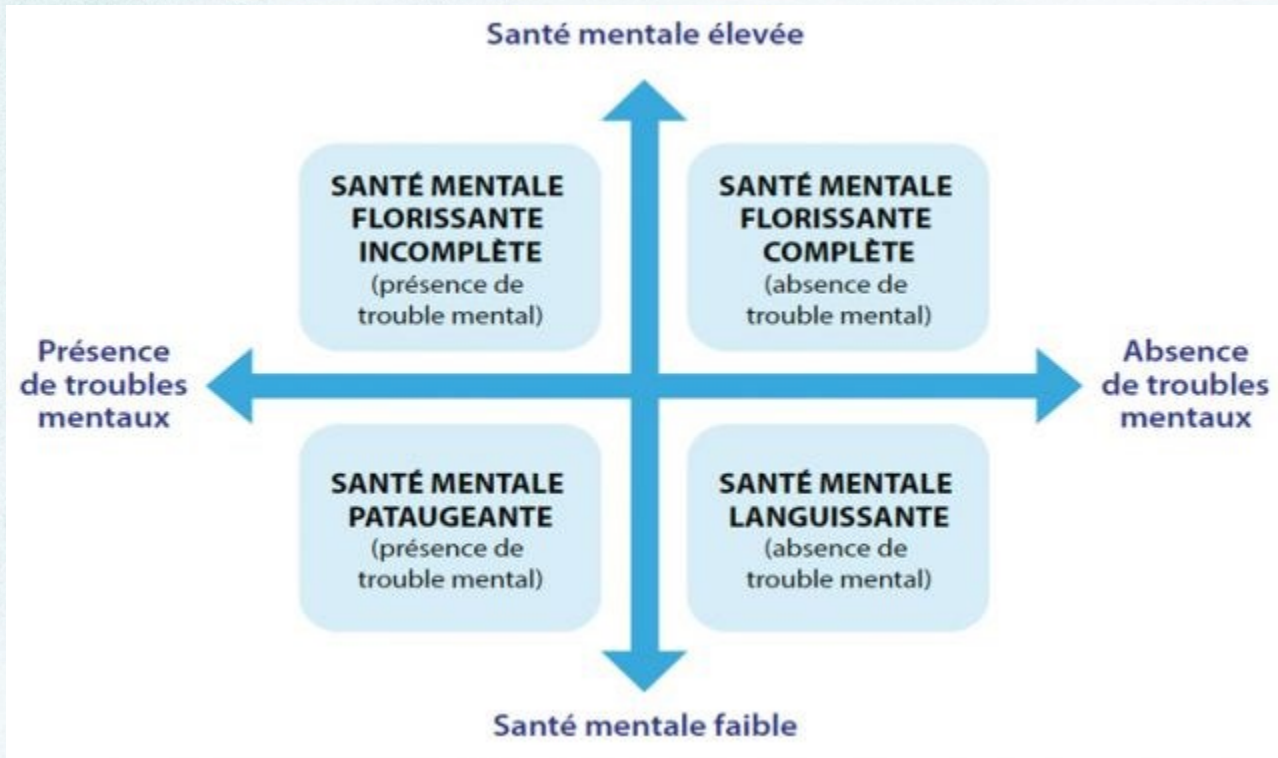 Santé mentale élevée
SANTÉ MENTALE
FLORISSANTE
INCOMPLÈTE
(présence de
trouble mental)
SANTÉ MENTALE
FLORISSANTE
COMPLÈTE
(absence de
trouble mental)
Présence
de troubles
mentaux
Absence
de troubles
mentaux
SANTÉ MENTALE
PATAUGEANTE
(présence de
trouble mental)
SANTÉ MENTALE
LANGUISSANTE
(absence de
trouble mental)
Santé mentale faible